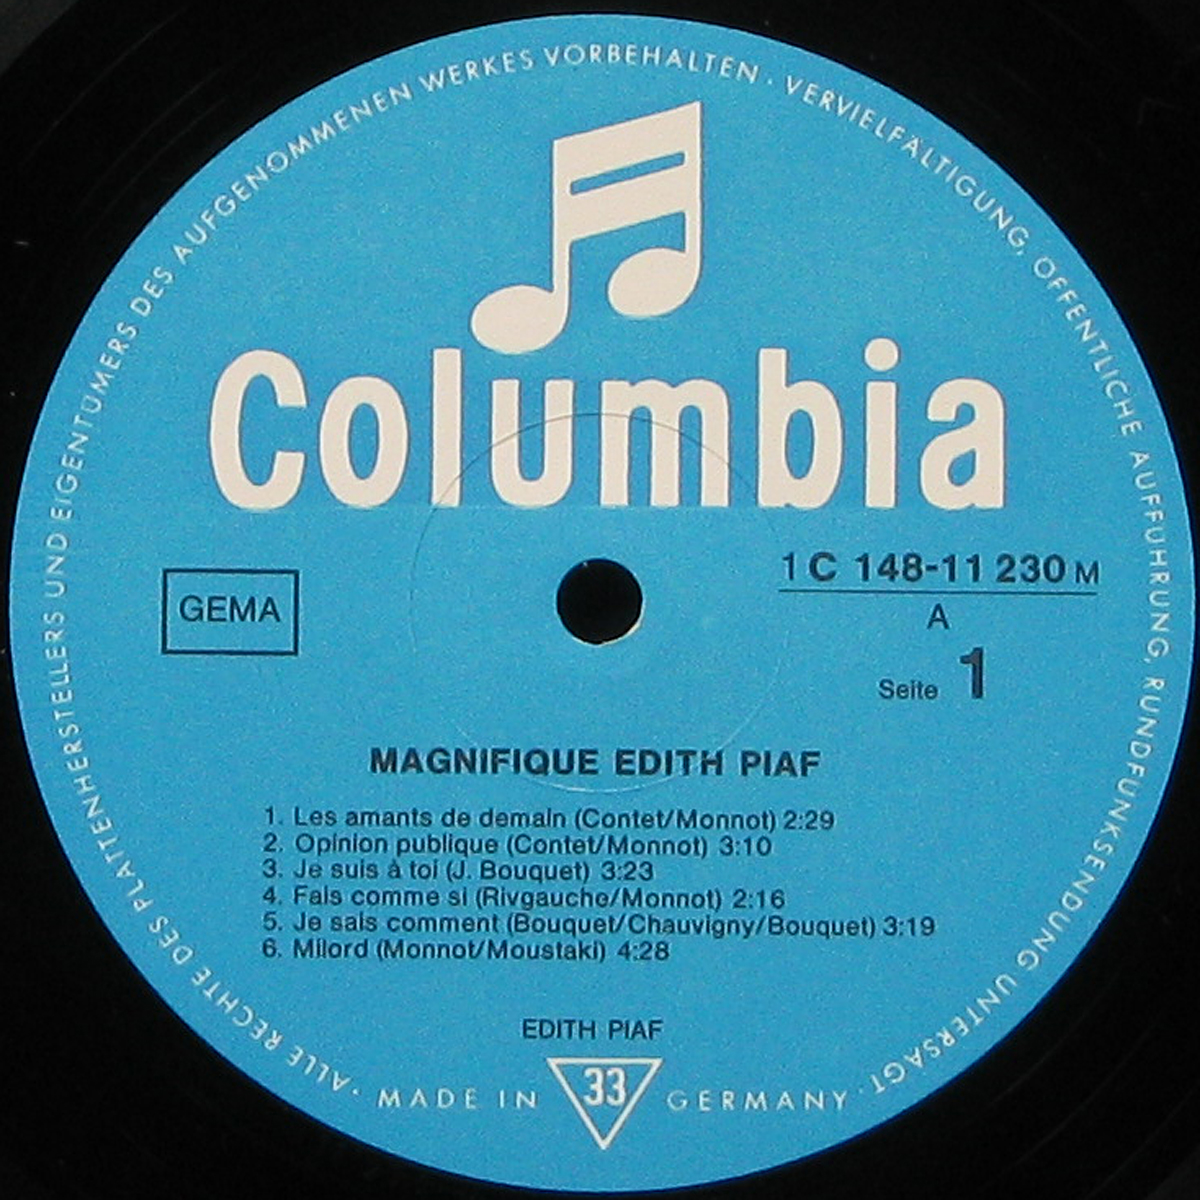 ALLE RECHTE DES PLATTENHERSTELLERS UND EIGENTÜMERS DES AUFGENOMMENEN WERKES VORBEHALTEN · VERVIELFÄLTIGUNG, ÖFFENTLICHE AUFFÜHRUNG, RUNDFUNKSENDUNG UNTERSAGT ·
Columbia
GEMA
1 C 148-11 230 M
A
Seite 1
MAGNIFIQUE EDITH PIAF
1. Les amants de demain (Contet/Monnot) 2:29
2. Opinion publique (Contet/Monnot) 3:10
3. Je suis à toi (J. Bouquet) 3:23
4. Fais comme si (Rivgauche/Monnot) 2:16
5. Je sais comment (Bouquet/Chauvigny/Bouquet) 3:19
6. Milord (Monnot/Moustaki) 4:28
EDITH PIAF
MADE IN 33 GERMANY ·